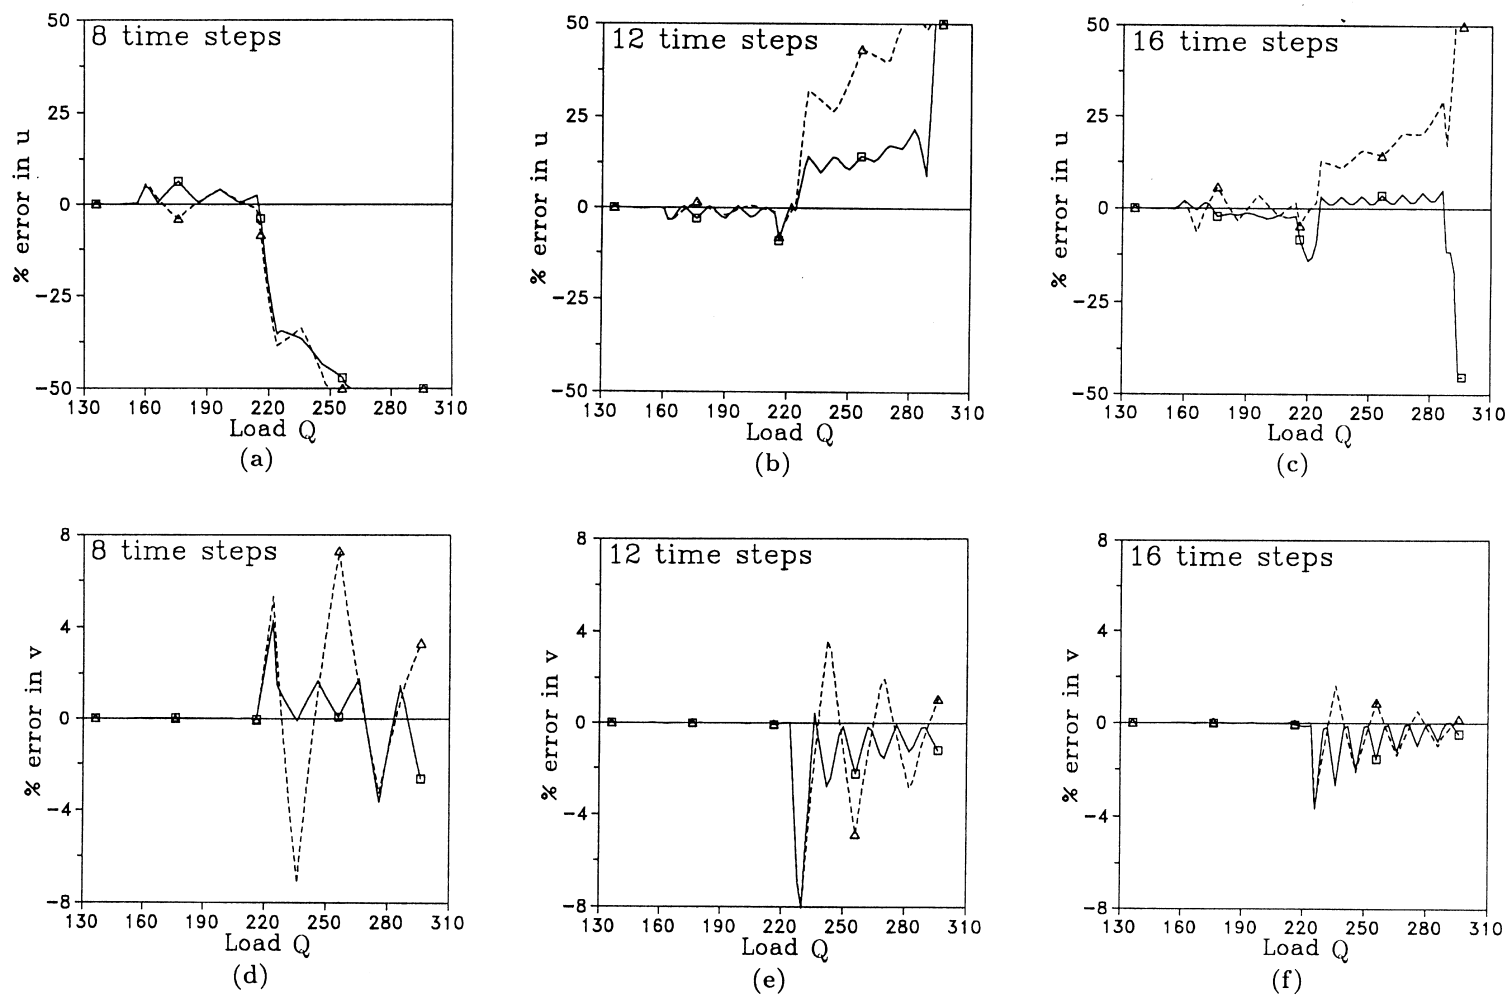 8 time steps
50
25
0
−25
−50
% error in u
130 160 190 220 250 280 310
Load Q
(a)
12 time steps
50
25
0
−25
−50
% error in u
130 160 190 220 250 280 310
Load Q
(b)
16 time steps
50
25
0
−25
−50
% error in u
130 160 190 220 250 280 310
Load Q
(c)
8 time steps
8
4
0
−4
−8
% error in v
130 160 190 220 250 280 310
Load Q
(d)
12 time steps
8
4
0
−4
−8
% error in v
130 160 190 220 250 280 310
Load Q
(e)
16 time steps
8
4
0
−4
−8
% error in v
130 160 190 220 250 280 310
Load Q
(f)